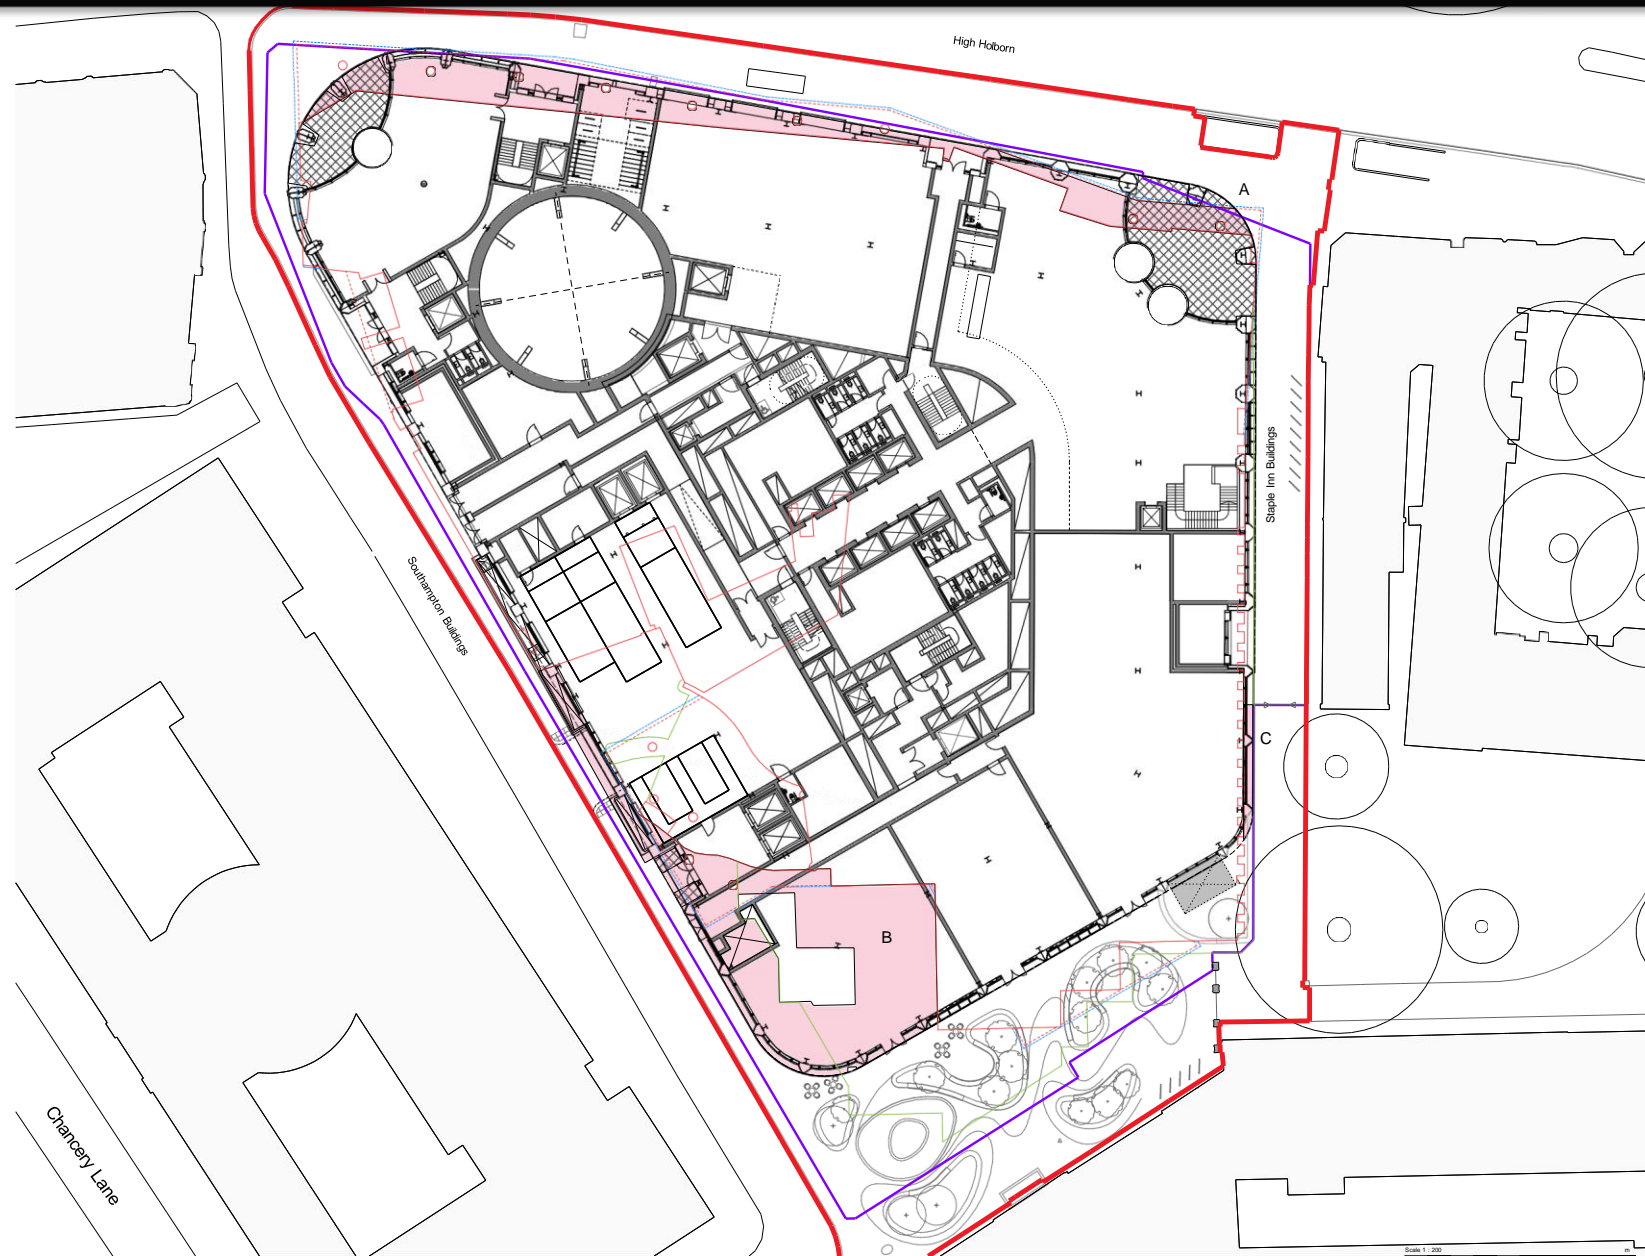 High Holborn
A
Staple Inn Buildings
Southampton Buildings
C
B
Chancery Lane
Scale 1 : 200
m